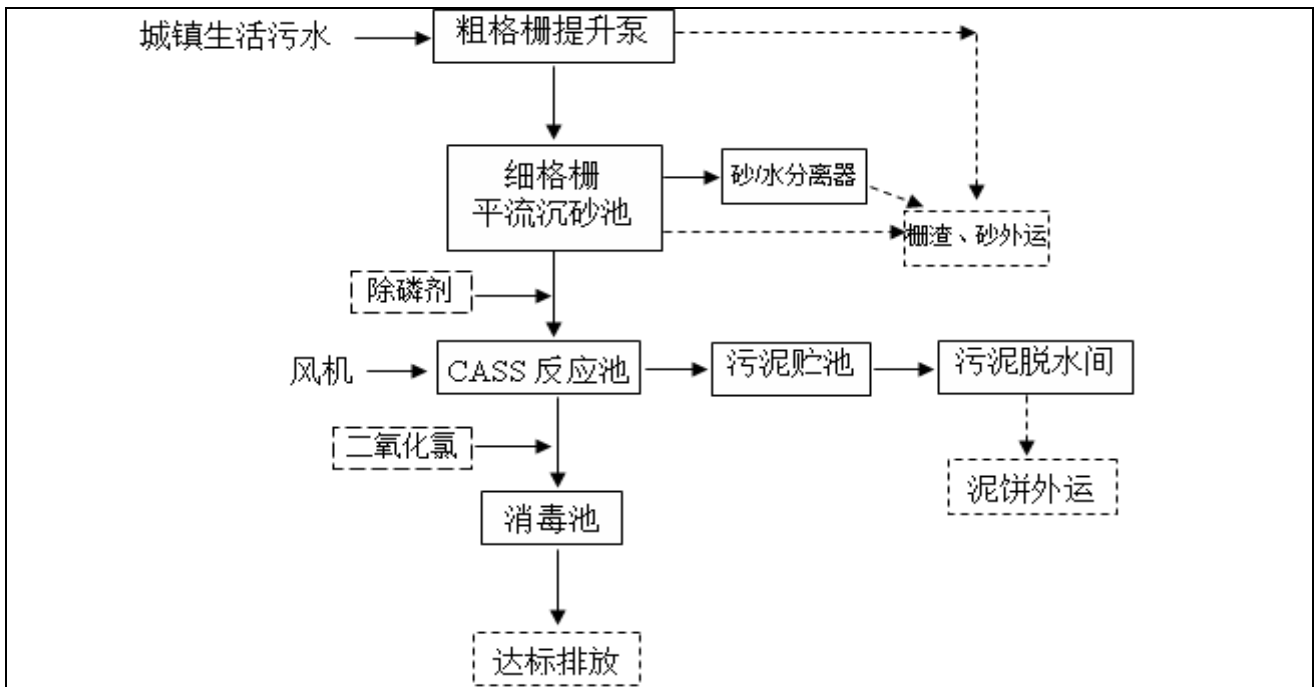 城镇生活污水
粗格栅提升泵
细格栅
平流沉砂池
砂/水分离器
栅渣、砂外运
除磷剂
风机
CASS 反应池
污泥贮池
污泥脱水间
二氧化氯
泥饼外运
消毒池
达标排放